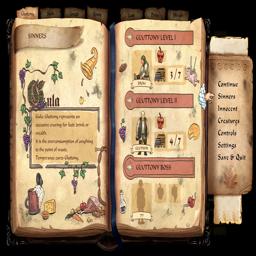 SINNERS
Gula
Gula-Gluttony represents an
excessive craving for food, drink or
wealth.
It is the overconsumption of anything
to the point of waste.
Temperance cures Gluttony.
GLUTTONY LEVEL I
3/7
GLUTTONY LEVEL II
GLUTTON
4/7
GLUTTONY BOSS
???
Continue
Sinners
Innocent
Creatures
Controls
Settings
Save & Quit